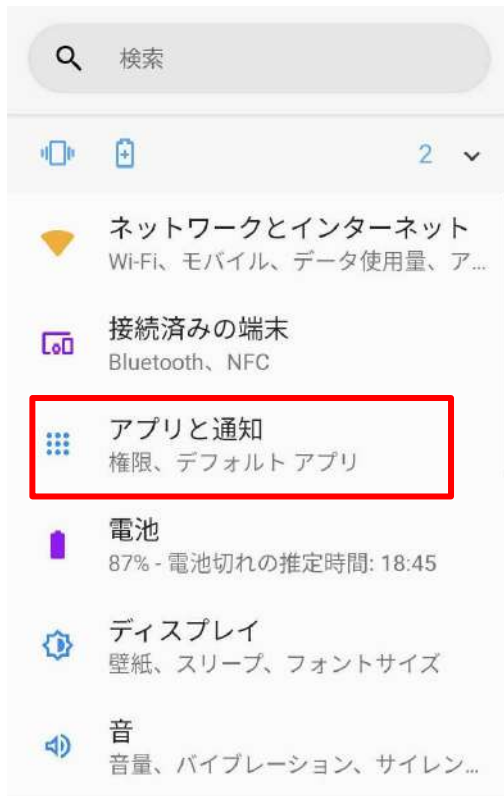 検索
2
ネットワークとインターネット
Wi-Fi、モバイル、データ使用量、ア...
接続済みの端末
Bluetooth、NFC
アプリと通知
権限、デフォルト アプリ
電池
87% - 電池切れの推定時間: 18:45
ディスプレイ
壁紙、スリープ、フォントサイズ
音
音量、バイブレーション、サイレン...